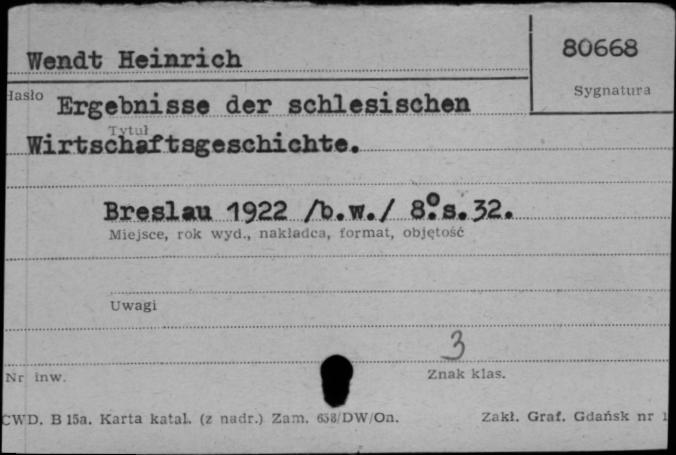 Wendt Heinrich
80668
Hasło
Sygnatura
Ergebnisse der schlesischen
Tytuł
Wirtschaftsgeschichte.
Breslau 1922 /b.w./ 8° s. 32.
Miejsce, rok wyd., nakładca, format, objętość
Uwagi
3
Nr inw.
Znak klas.
CWD. B 15a. Karta katal. (z nadr.) Zam. 658/DW/On.
Zakł. Graf. Gdańsk nr 1